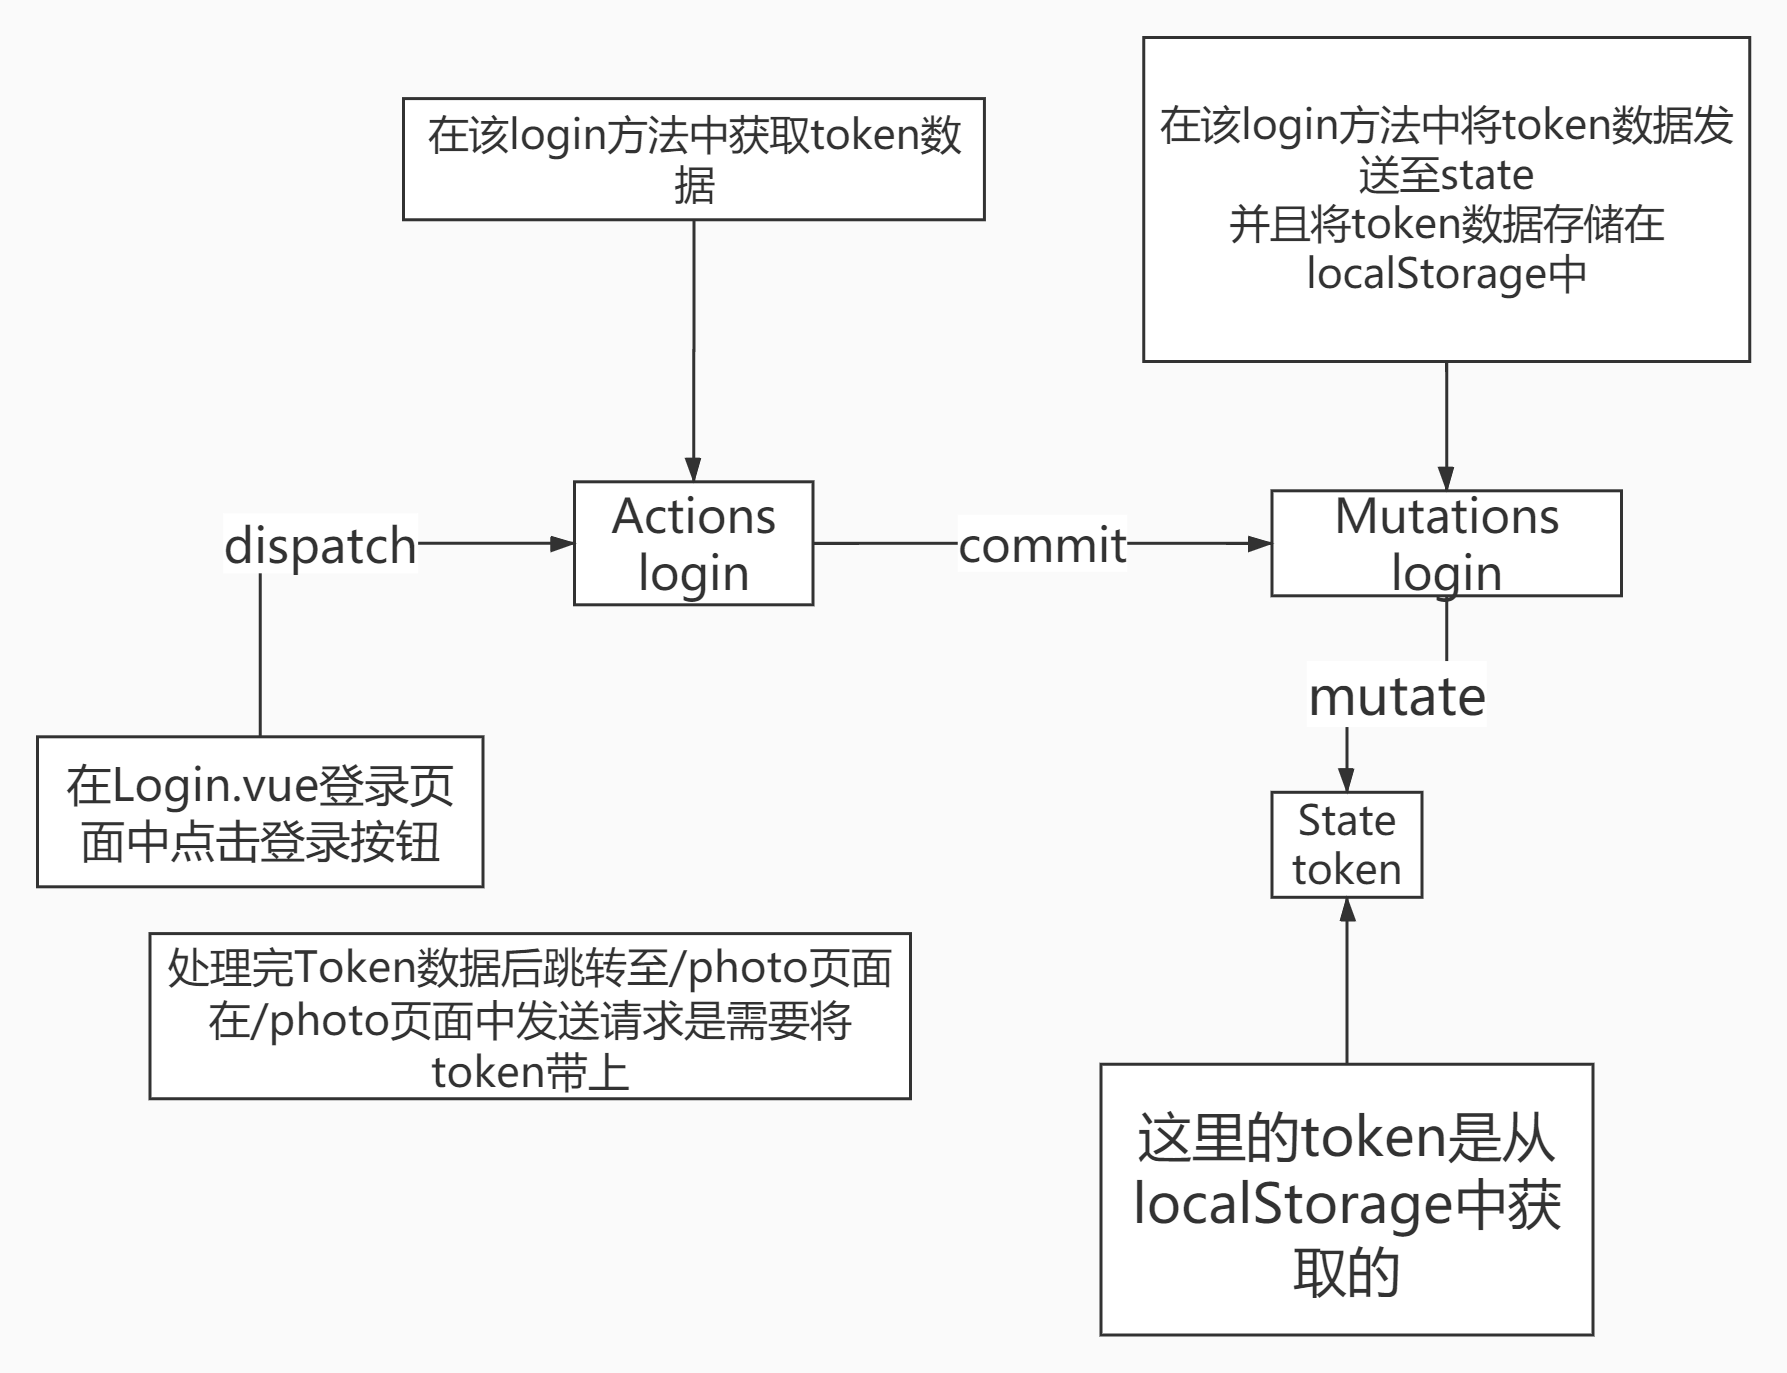 在该login方法中获取token数
据
在该login方法中将token数据发
送至state
并且将token数据存储在
localStorage中
dispatch
Actions
login
commit
Mutations
login
mutate
在Login.vue登录页
面中点击登录按钮
State
token
处理完Token数据后跳转至/photo页面
在/photo页面中发送请求是需要将
token带上
这里的token是从
localStorage中获
取的